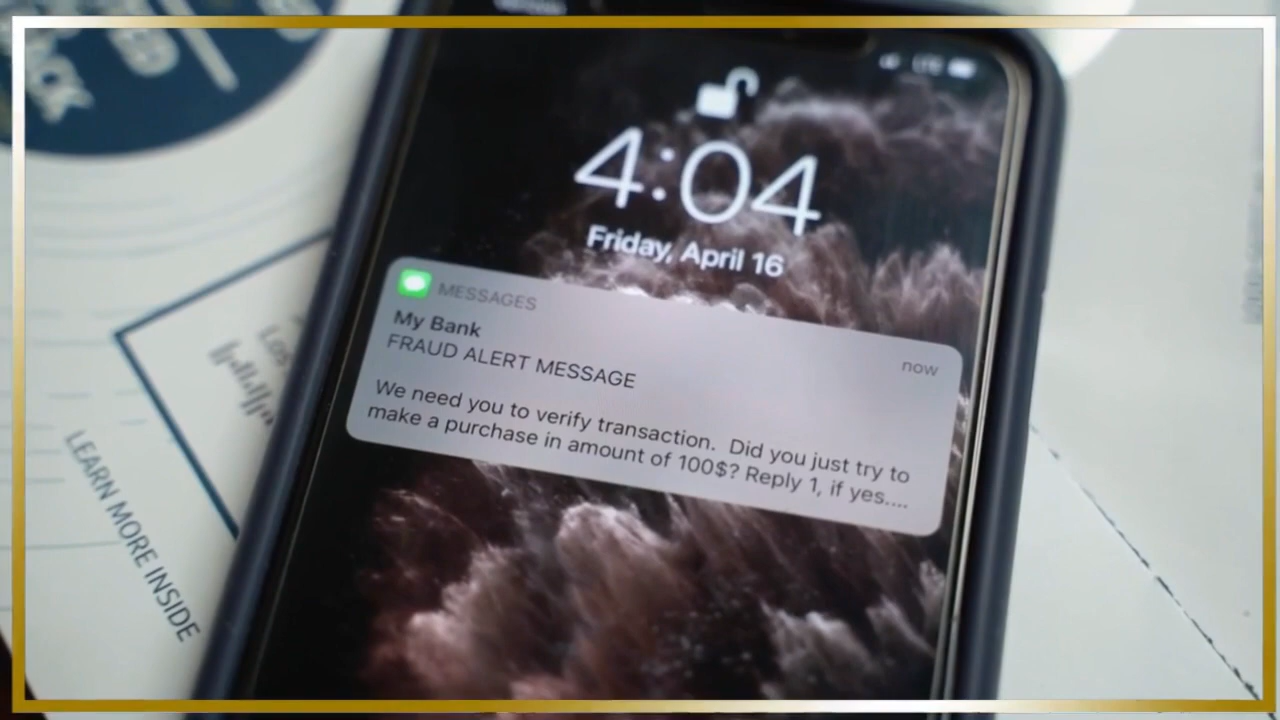 LTE
4:04
Friday, April 16
MESSAGES
now
My Bank
FRAUD ALERT MESSAGE
We need you to verify transaction.  Did you just try to
make a purchase in amount of 100$? Reply 1, if yes....
LEARN MORE INSIDE